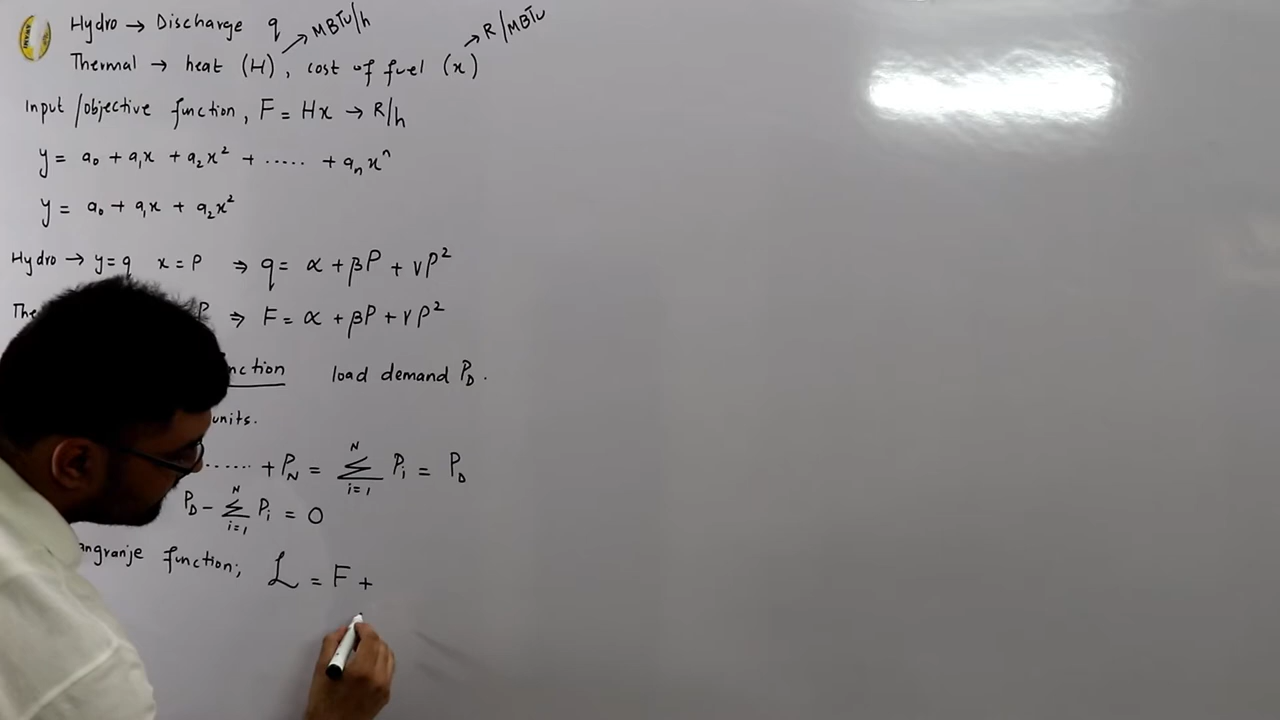 Hydro → Discharge q
→ MBTU/h → R/MBTU
Thermal → heat (H), cost of fuel (x)
Input/objective function, F = Hx → R/h
y = a₀ + a₁x + a₂x² + ..... + aₙxⁿ
y = a₀ + a₁x + a₂x²
Hydro → y=q x=P ⇒ q = α + βP + γP²
The P ⇒ F = α + βP + γP²
nction load demand P_D.
units.
...... + P_N = Σ_{i=1}^{N} P_i = P_D
P_D - Σ_{i=1}^{N} P_i = 0
angranje function; ℒ = F +